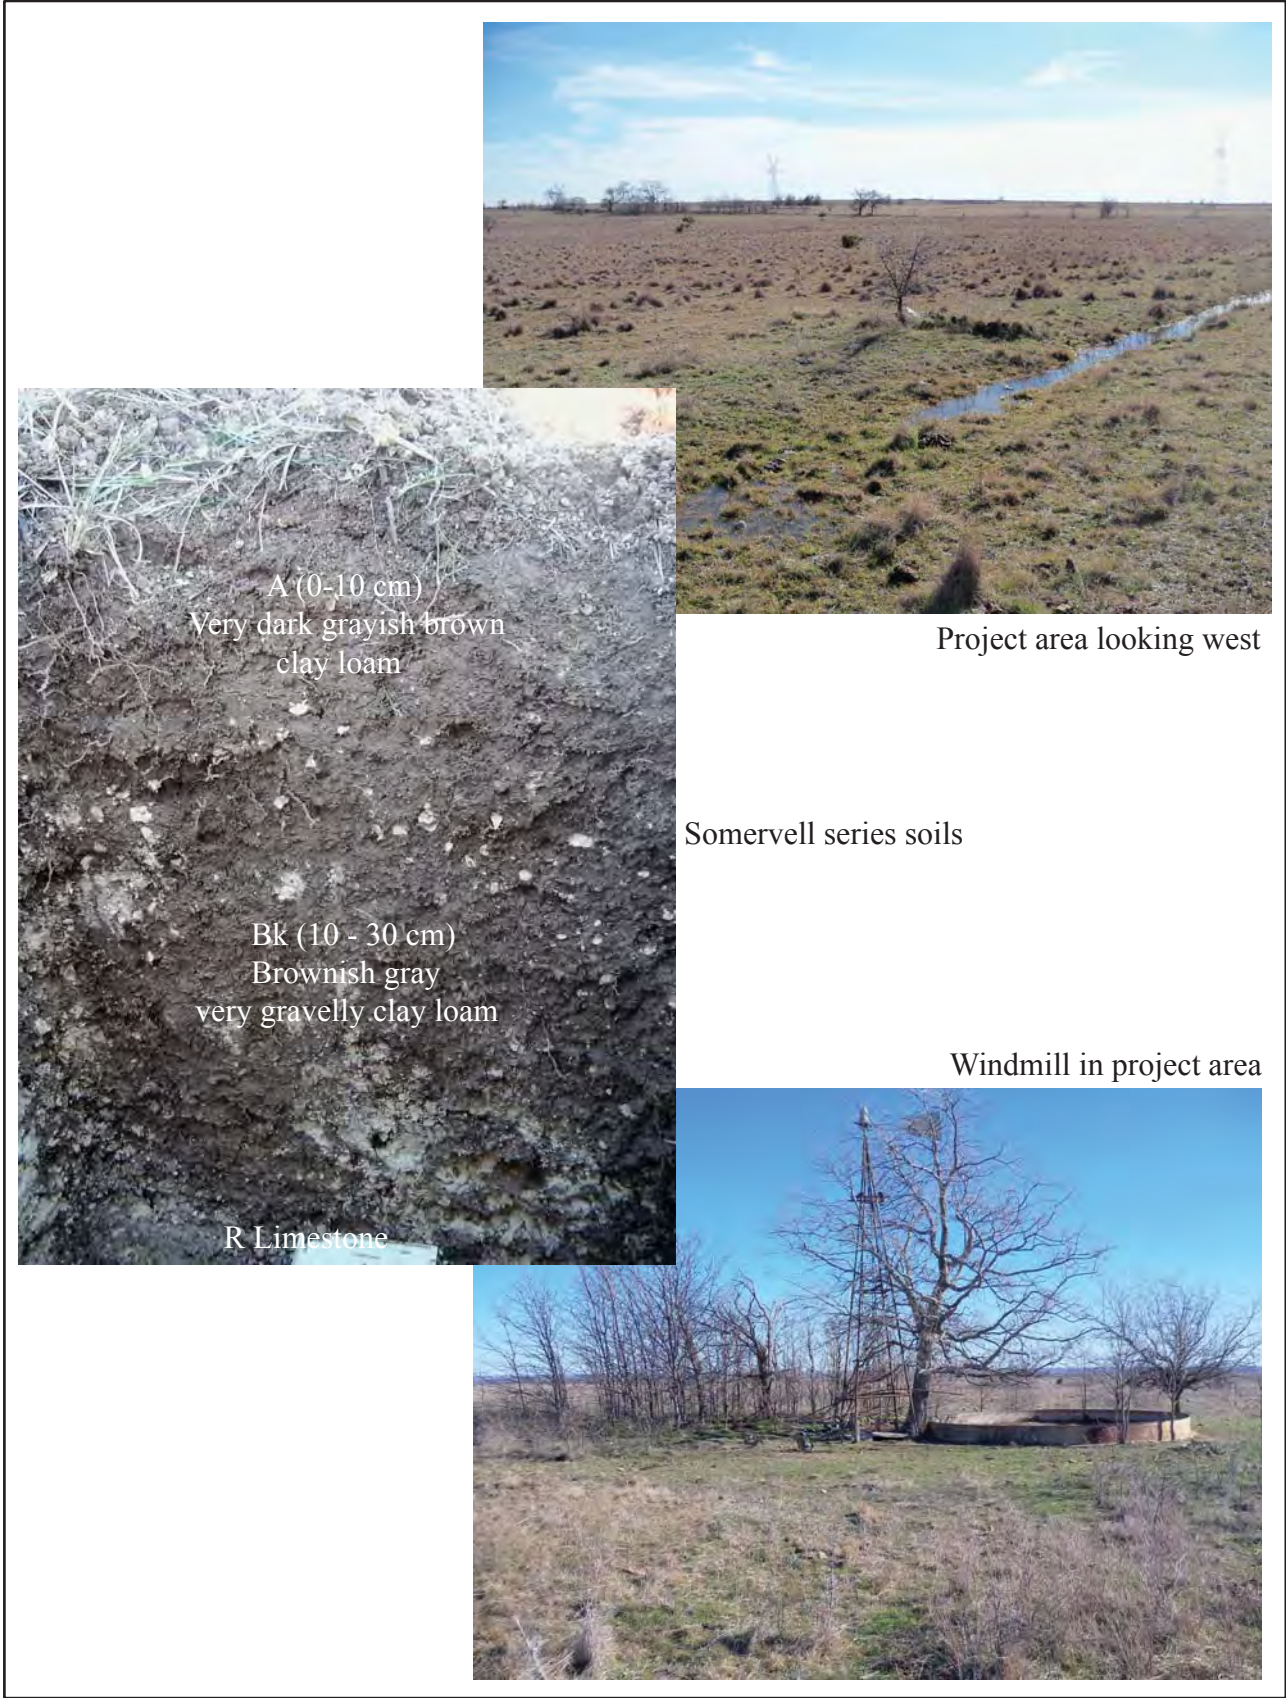 Project area looking west
A (0-10 cm)
Very dark grayish brown
clay loam
Somervell series soils
Bk (10 - 30 cm)
Brownish gray
very gravelly clay loam
Windmill in project area
R Limestone